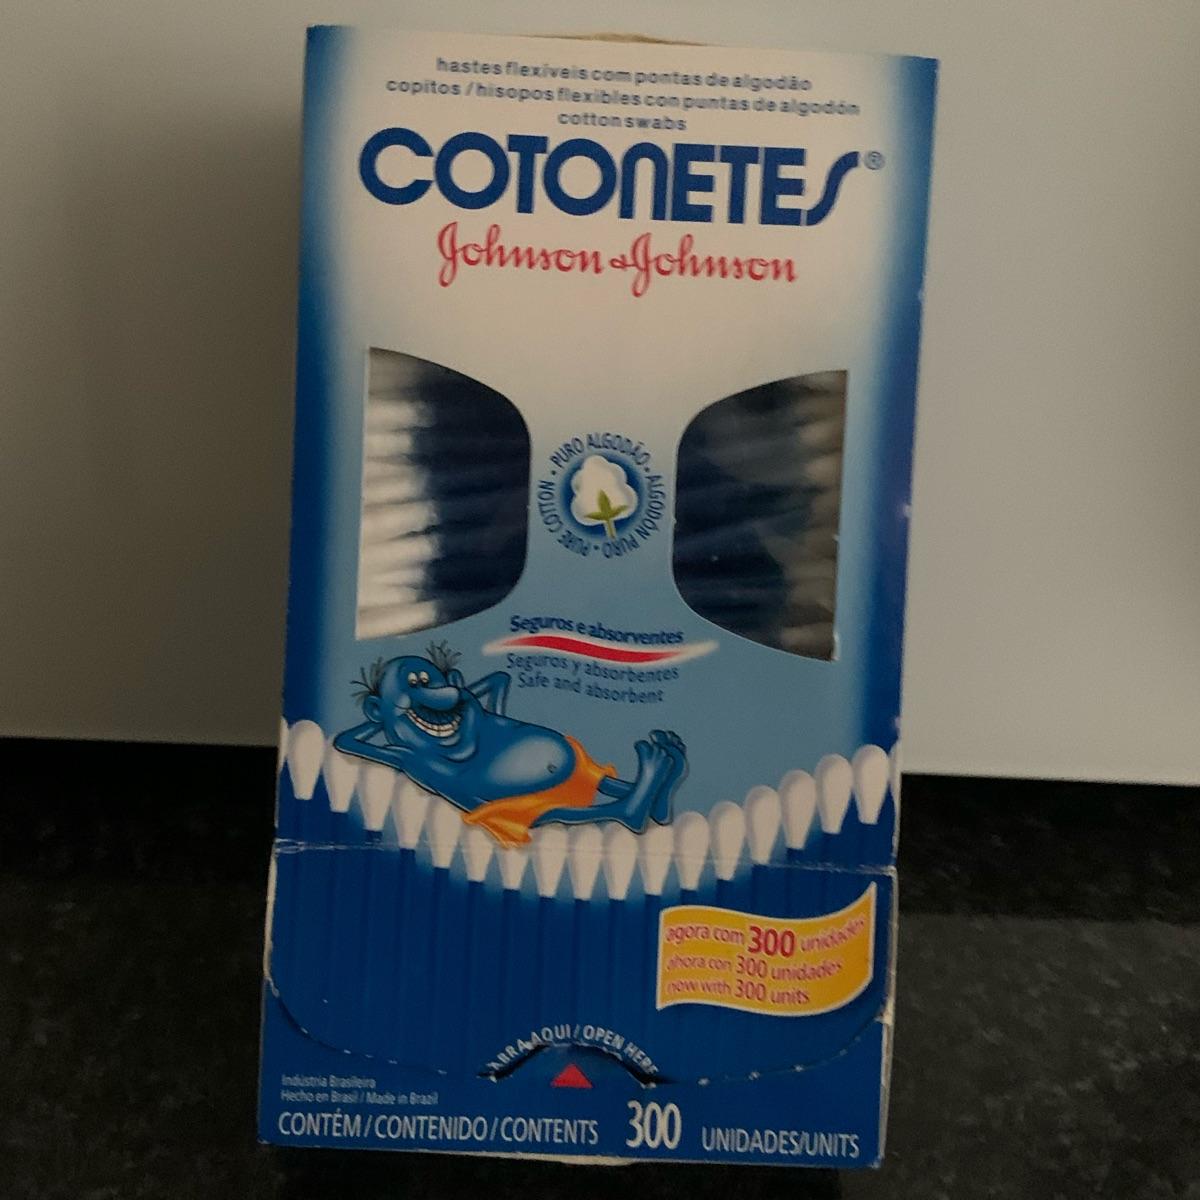 hastes flexíveis com pontas de algodão
copitos / hisopos flexibles con puntas de algodón
cotton swabs
COTONETES®
Johnson & Johnson
PURO ALGODÃO • ALGODÓN PURO • PURE COTTON •
Seguros e absorventes
Seguros y absorbentes
Safe and absorbent
agora com 300 unidades
ahora con 300 unidades
now with 300 units
ABRA AQUI / OPEN HERE
Indústria Brasileira
Hecho en Brasil / Made in Brazil
CONTÉM / CONTENIDO / CONTENTS 300 UNIDADES/UNITS